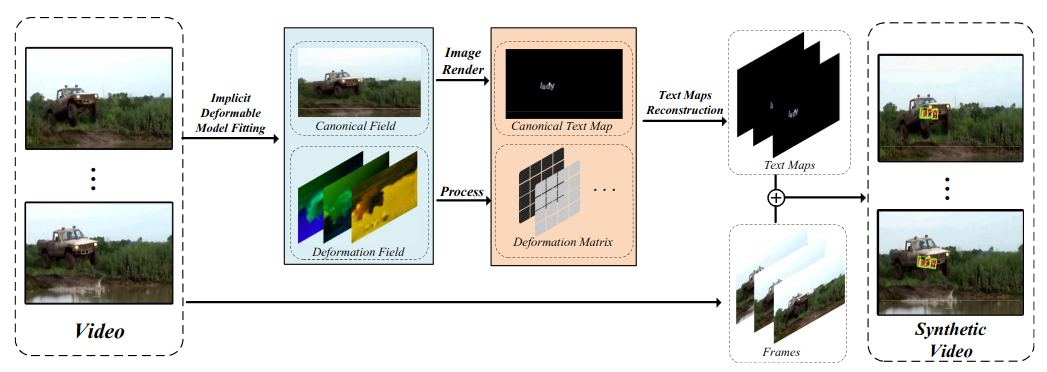 Video
Implicit
Deformable
Model Fitting
Canonical Field
Deformation Field
Image
Render
Process
lady
Canonical Text Map
Deformation Matrix
Text Maps
Reconstruction
lady
Text Maps
Frames
Synthetic
Video